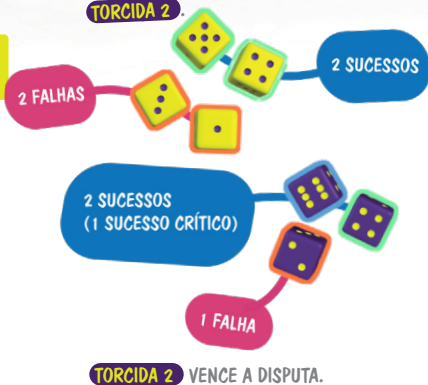 TORCIDA 2.
2 SUCESSOS
2 FALHAS
2 SUCESSOS
(1 SUCESSO CRÍTICO)
1 FALHA
TORCIDA 2 VENCE A DISPUTA.